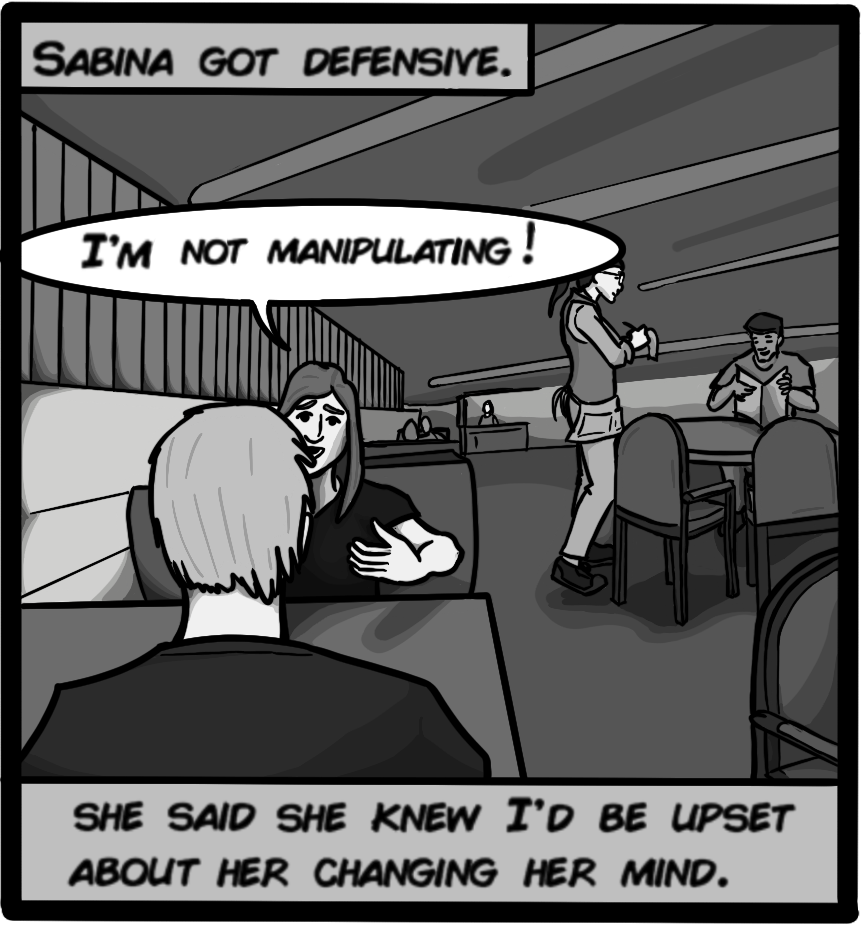 SABINA GOT DEFENSIVE.
I'M NOT MANIPULATING!
SHE SAID SHE KNEW I'D BE UPSET
ABOUT HER CHANGING HER MIND.